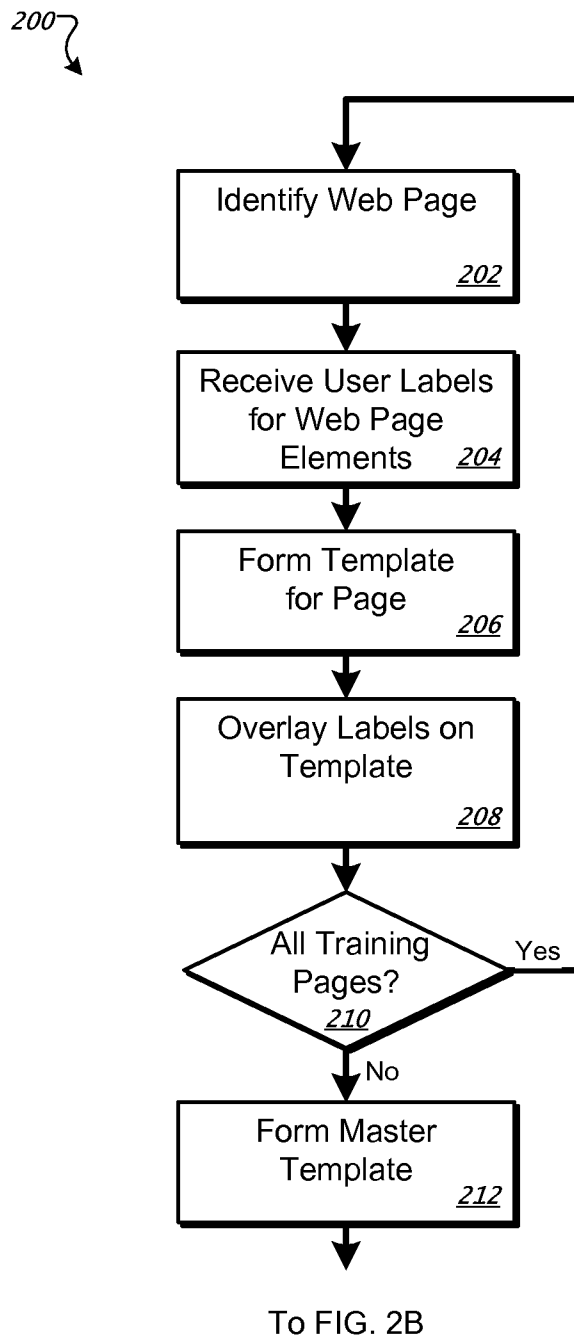 200
Identify Web Page
202
Receive User Labels
for Web Page
Elements
204
Form Template
for Page
206
Overlay Labels on
Template
208
All Training
Pages?
210
Yes
No
Form Master
Template
212
To FIG. 2B